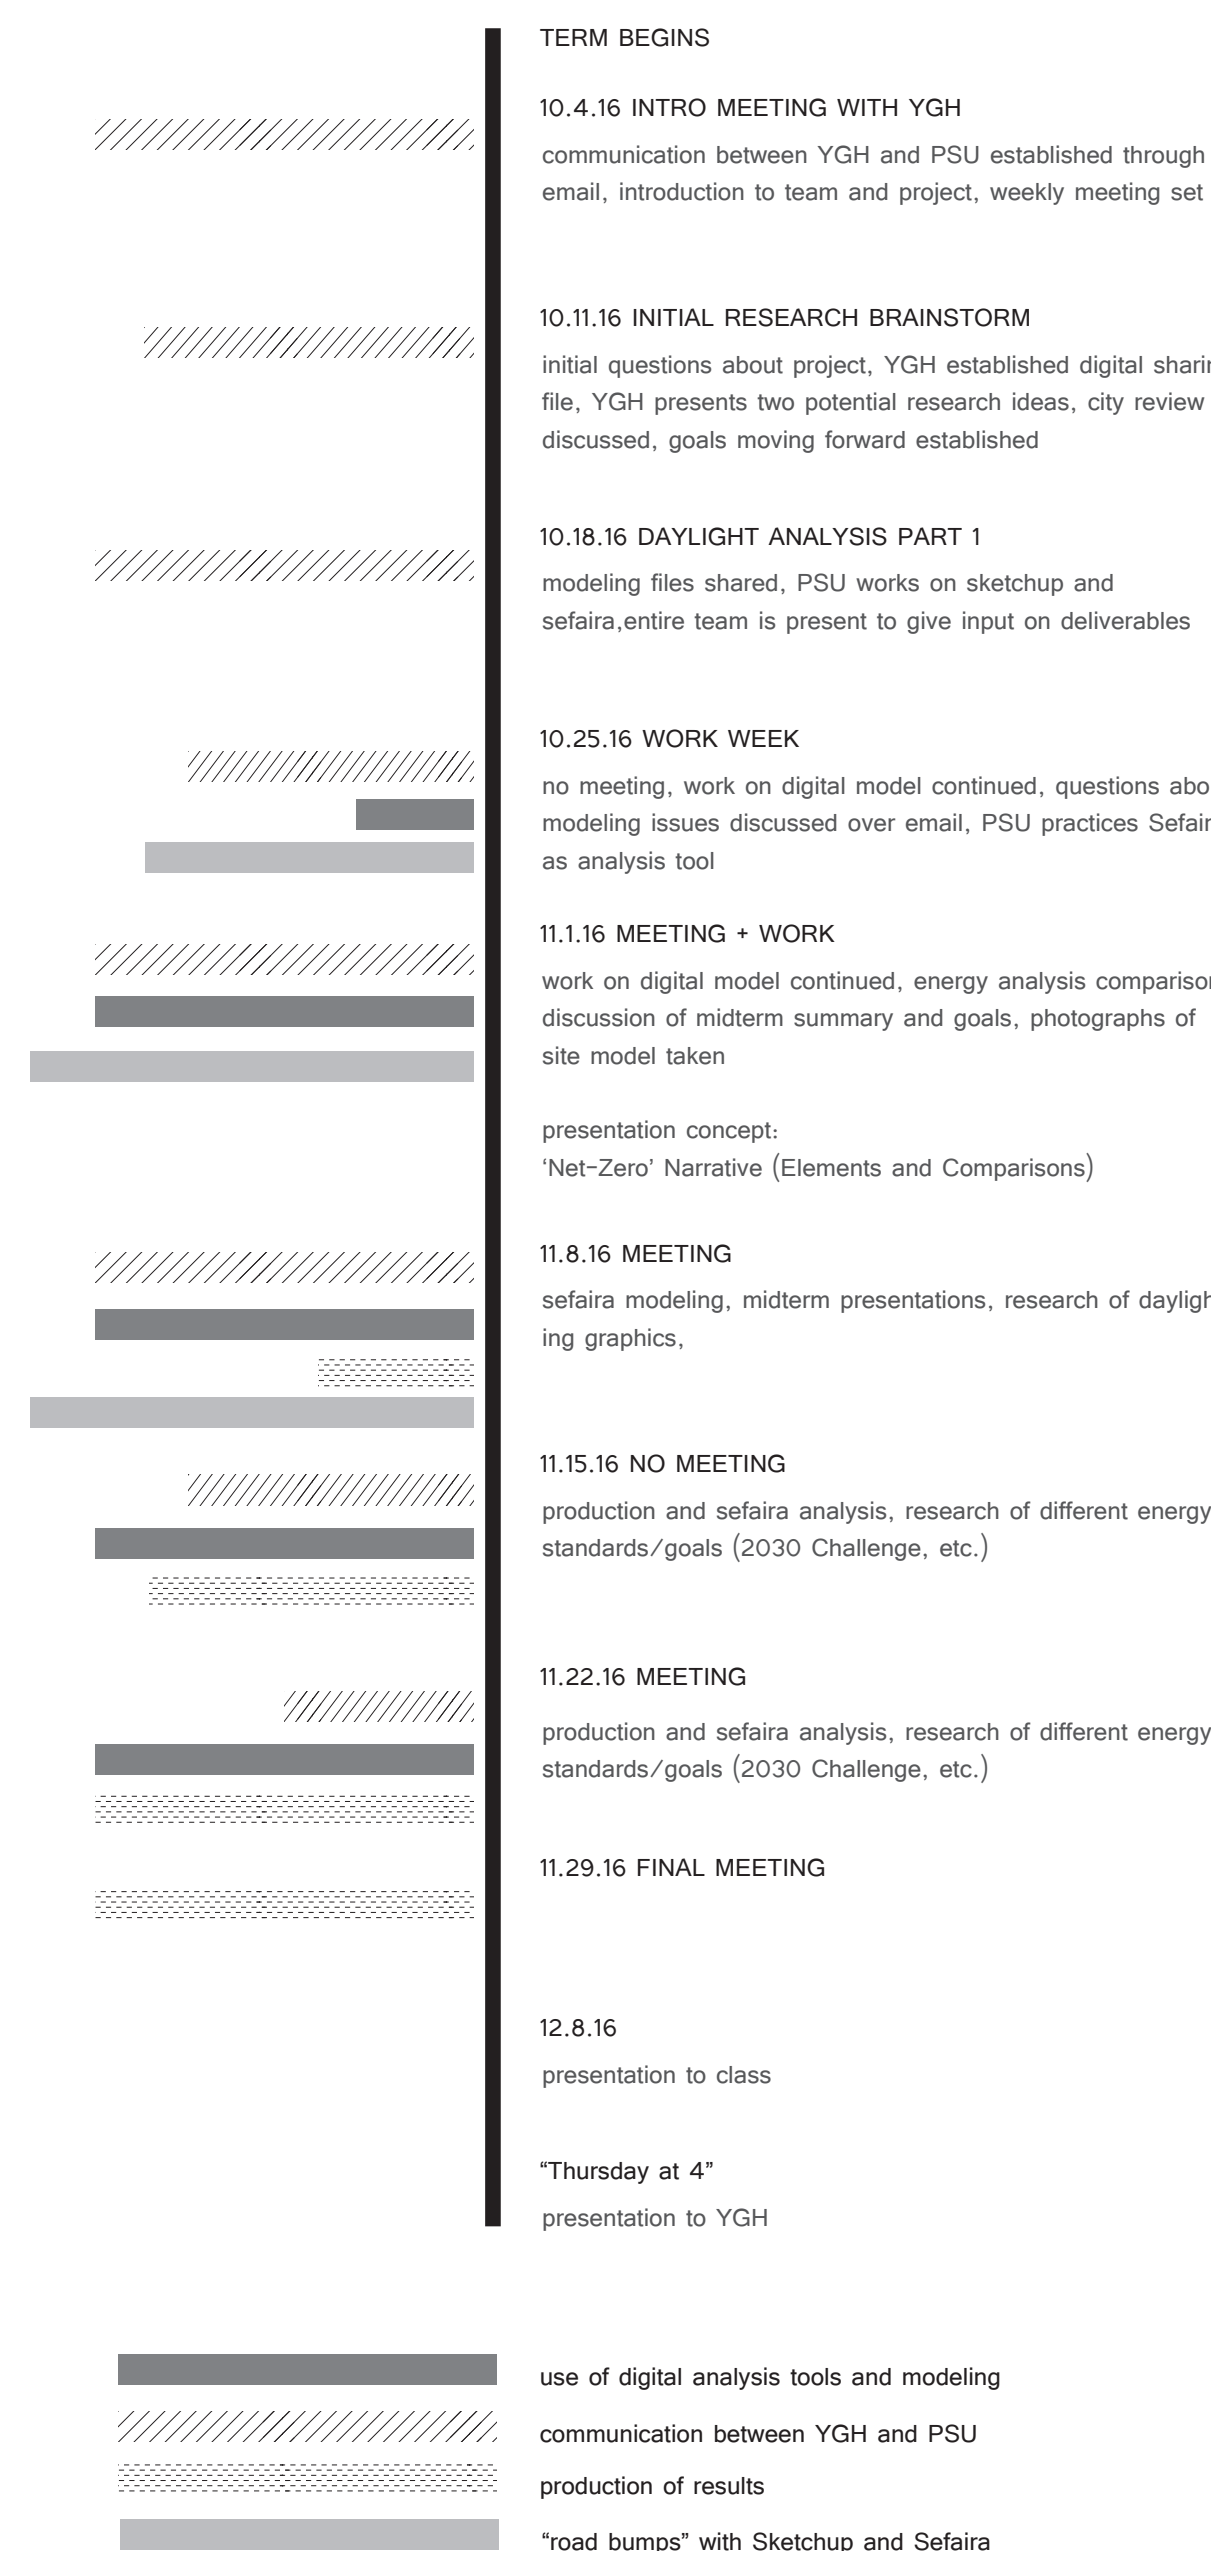 TERM BEGINS
10.4.16 INTRO MEETING WITH YGH
communication between YGH and PSU established through
email, introduction to team and project, weekly meeting set
10.11.16 INITIAL RESEARCH BRAINSTORM
initial questions about project, YGH established digital
file, YGH presents two potential research ideas, city review
discussed, goals moving forward established
10.18.16 DAYLIGHT ANALYSIS PART 1
modeling files shared, PSU works on sketchup and
sefaira,entire team is present to give input on deliverables
10.25.16 WORK WEEK
no meeting, work on digital model continued, questions
modeling issues discussed over email, PSU practices
as analysis tool
11.1.16 MEETING + WORK
work on digital model continued, energy analysis
discussion of midterm summary and goals, photographs of
site model taken
presentation concept:
‘Net-Zero’ Narrative (Elements and Comparisons)
11.8.16 MEETING
sefaira modeling, midterm presentations, research of
ing graphics,
11.15.16 NO MEETING
production and sefaira analysis, research of different energy
standards/goals (2030 Challenge, etc.)
11.22.16 MEETING
production and sefaira analysis, research of different energy
standards/goals (2030 Challenge, etc.)
11.29.16 FINAL MEETING
12.8.16
presentation to class
“Thursday at 4”
presentation to YGH
use of digital analysis tools and modeling
communication between YGH and PSU
production of results
“road bumps” with Sketchup and Sefaira